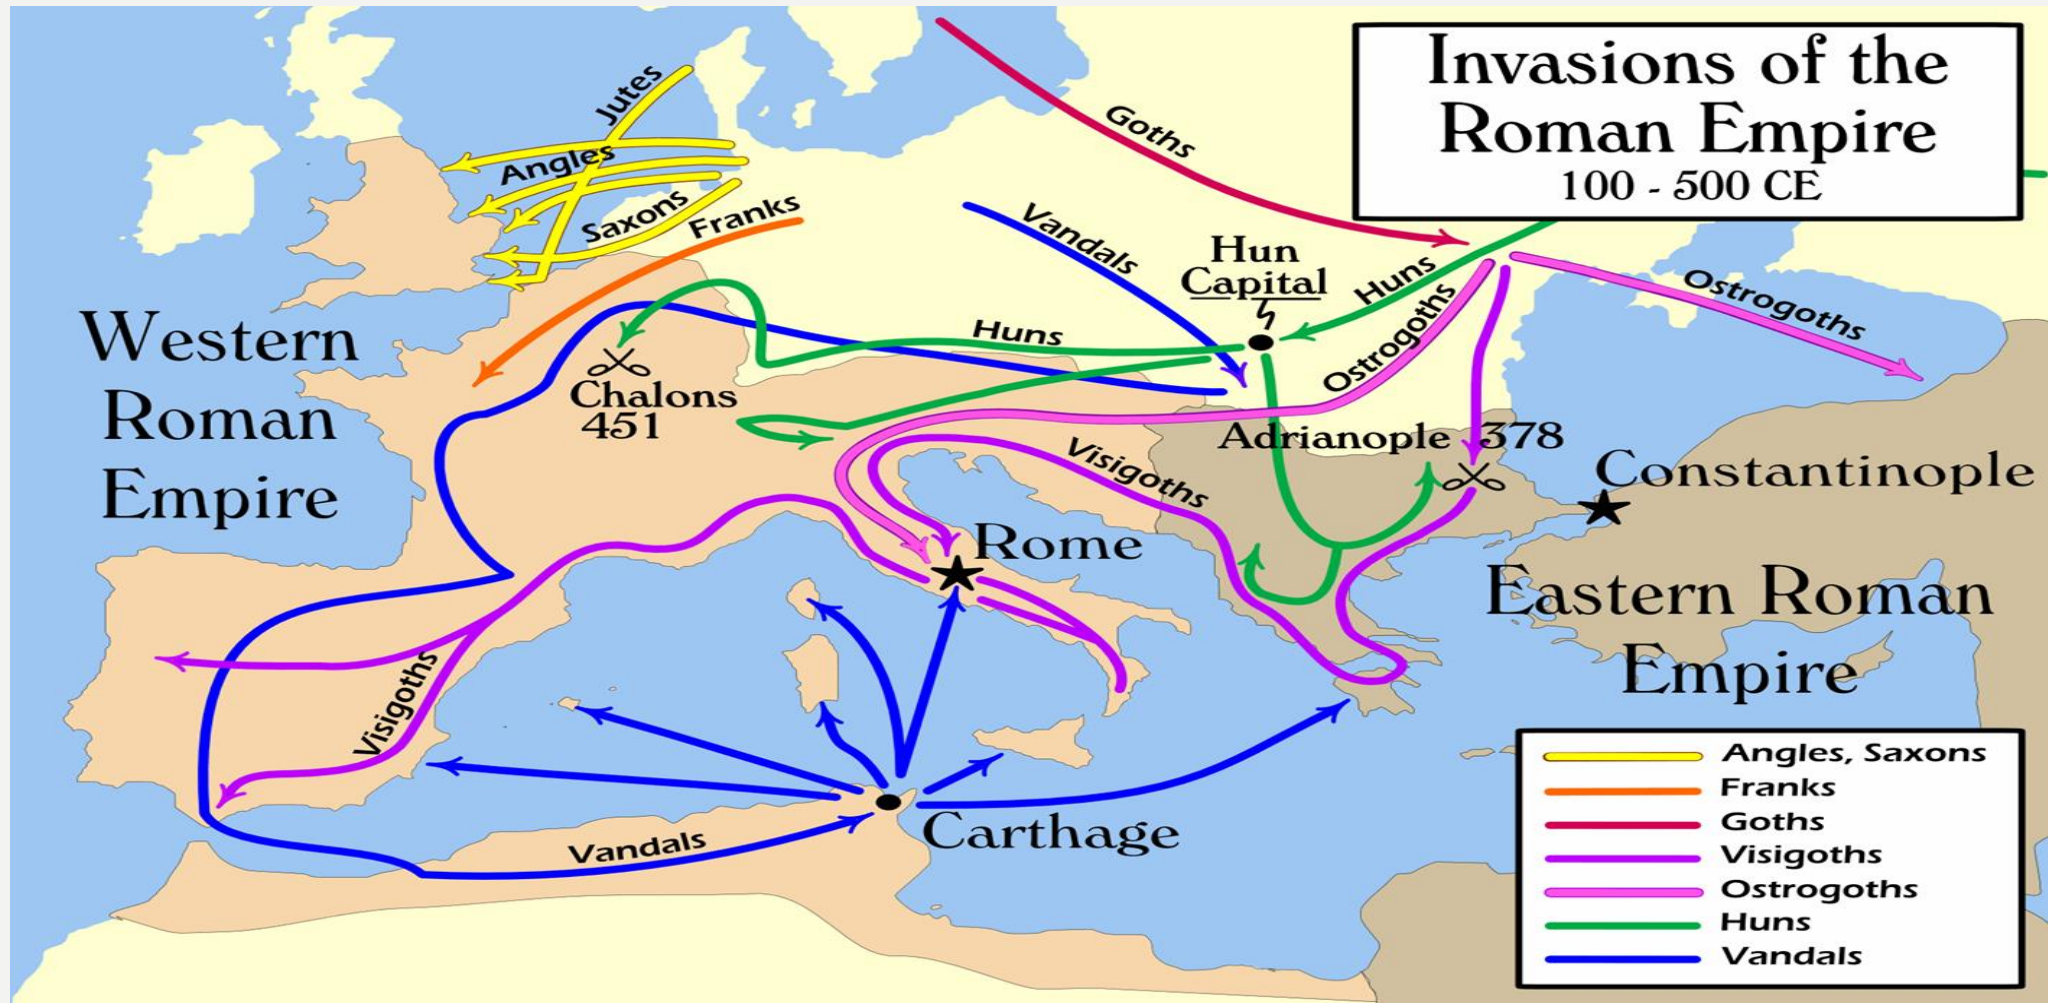 Invasions of the
Roman Empire
100 - 500 CE
Jutes
Angles
Saxons
Franks
Goths
Vandals
Hun
Capital
Huns
Ostrogoths
Ostrogoths
Huns
Western
Roman
Empire
Chalons
451
Adrianople 378
Visigoths
Constantinople
Rome
Eastern Roman
Empire
Visigoths
Carthage
Vandals
Angles, Saxons
Franks
Goths
Visigoths
Ostrogoths
Huns
Vandals